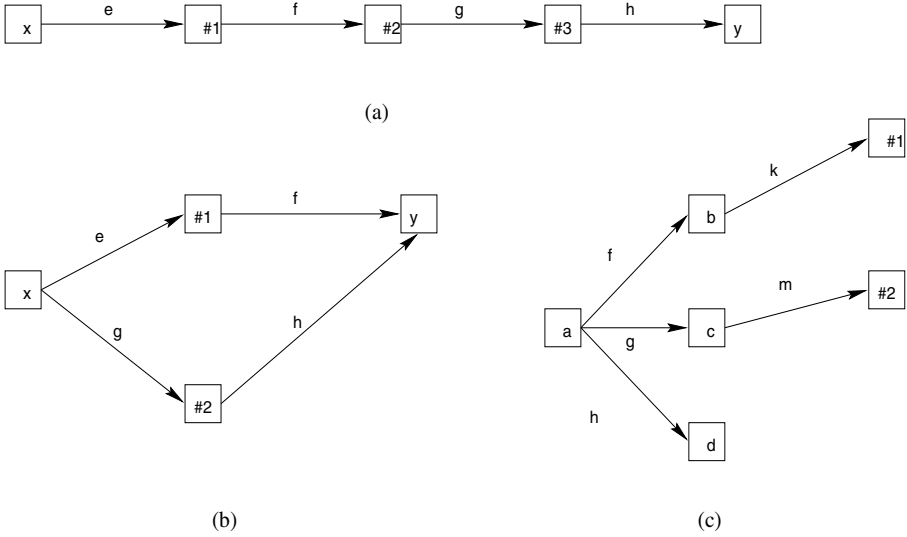 e f g h
x #1 #2 #3 y
(a)
#1
k
f
#1 y b
e
f m
x #2
g h a g c
#2
h
d
(b) (c)